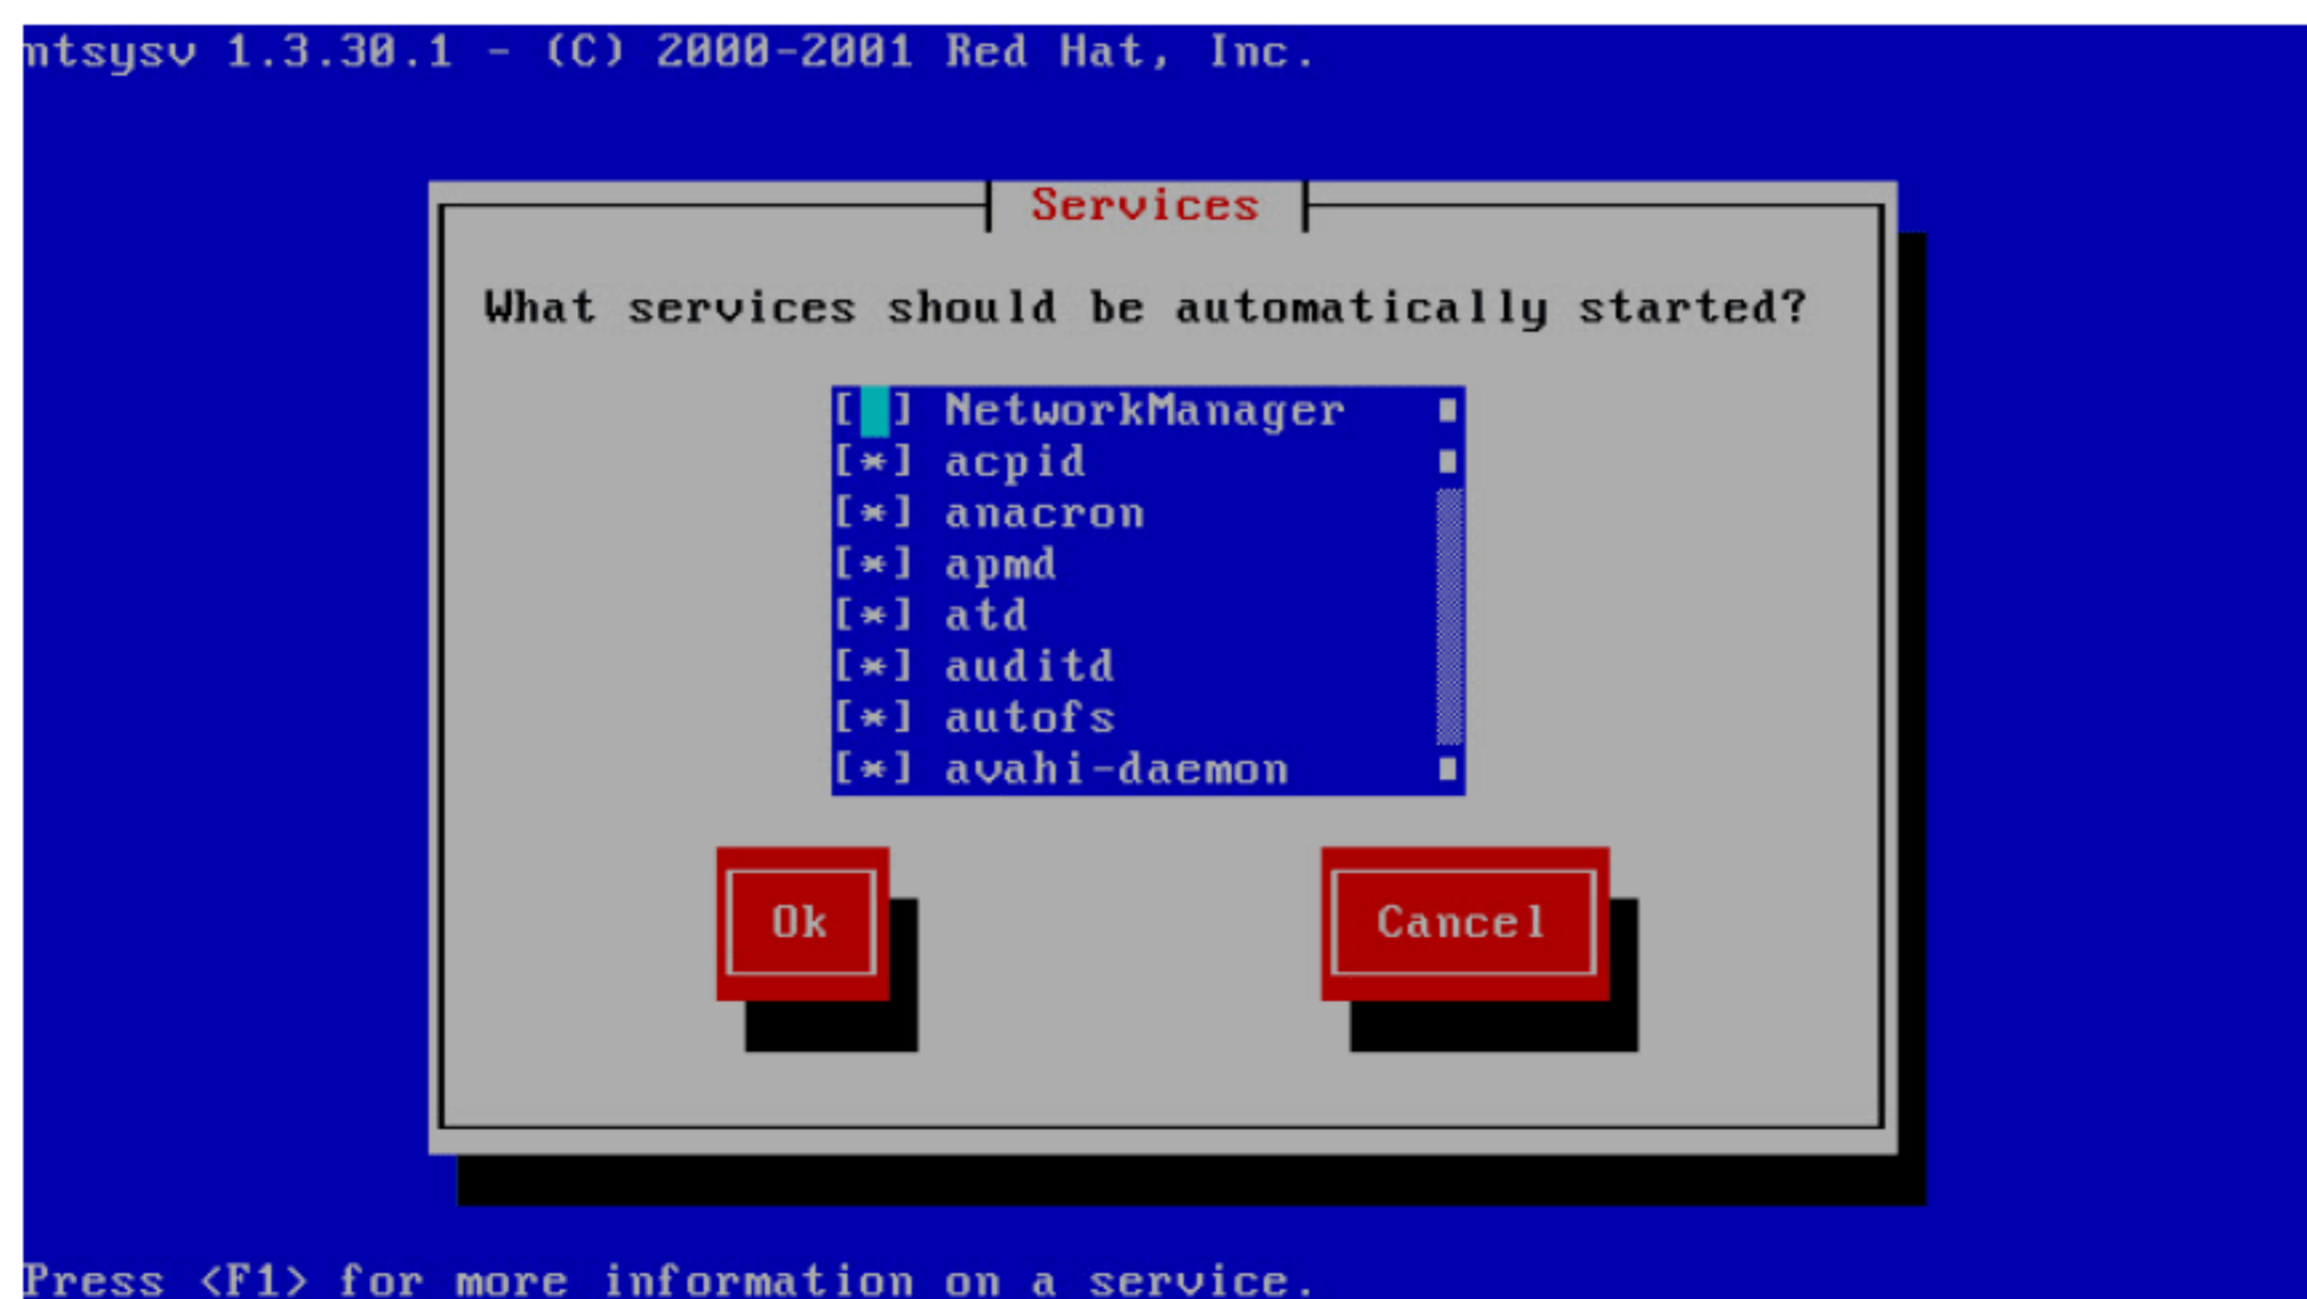 ntsysv 1.3.30.1 - (C) 2000-2001 Red Hat, Inc.
Services
What services should be automatically started?
[ ] NetworkManager
[*] acpid
[*] anacron
[*] apmd
[*] atd
[*] auditd
[*] autofs
[*] avahi-daemon
Ok
Cancel
Press <F1> for more information on a service.